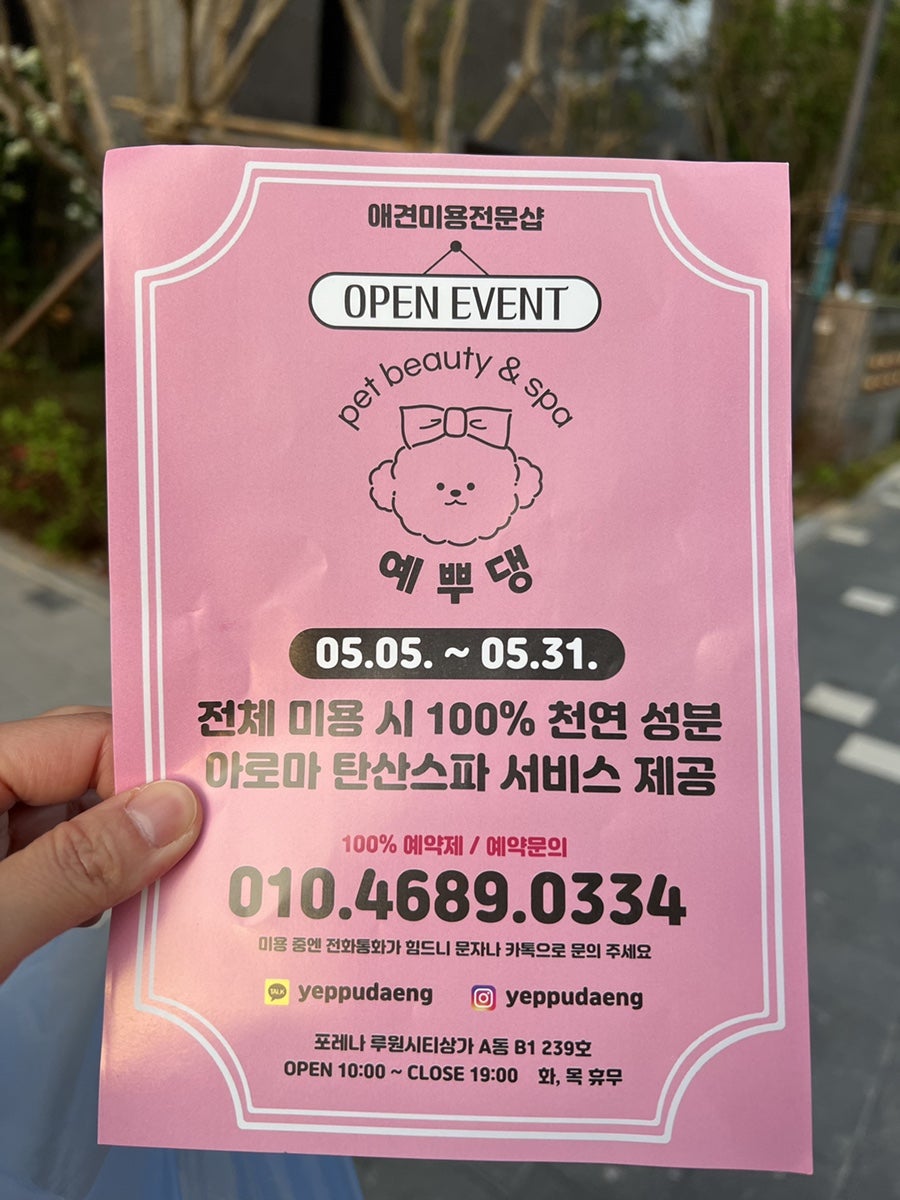 애견미용전문샵
OPEN EVENT
pet beauty & spa
예쁘댕
05.05. ~ 05.31.
전체 미용 시 100% 천연 성분
아로마 탄산스파 서비스 제공
100% 예약제 / 예약문의
010.4689.0334
미용 중엔 전화통화가 힘드니 문자나 카톡으로 문의 주세요
TALK yeppudaeng yeppudaeng
포레나 루원시티상가 A동 B1 239호
OPEN 10:00 ~ CLOSE 19:00 화, 목 휴무